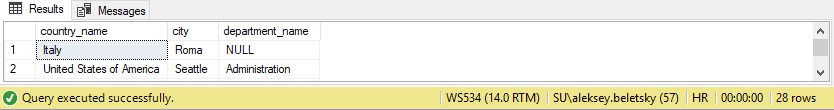 Results Messages
country_name city department_name
1 Italy Roma NULL
2 United States of America Seattle Administration
Query executed successfully. WS534 (14.0 RTM) SU\aleksey.beletsky (57) HR 00:00:00 28 rows